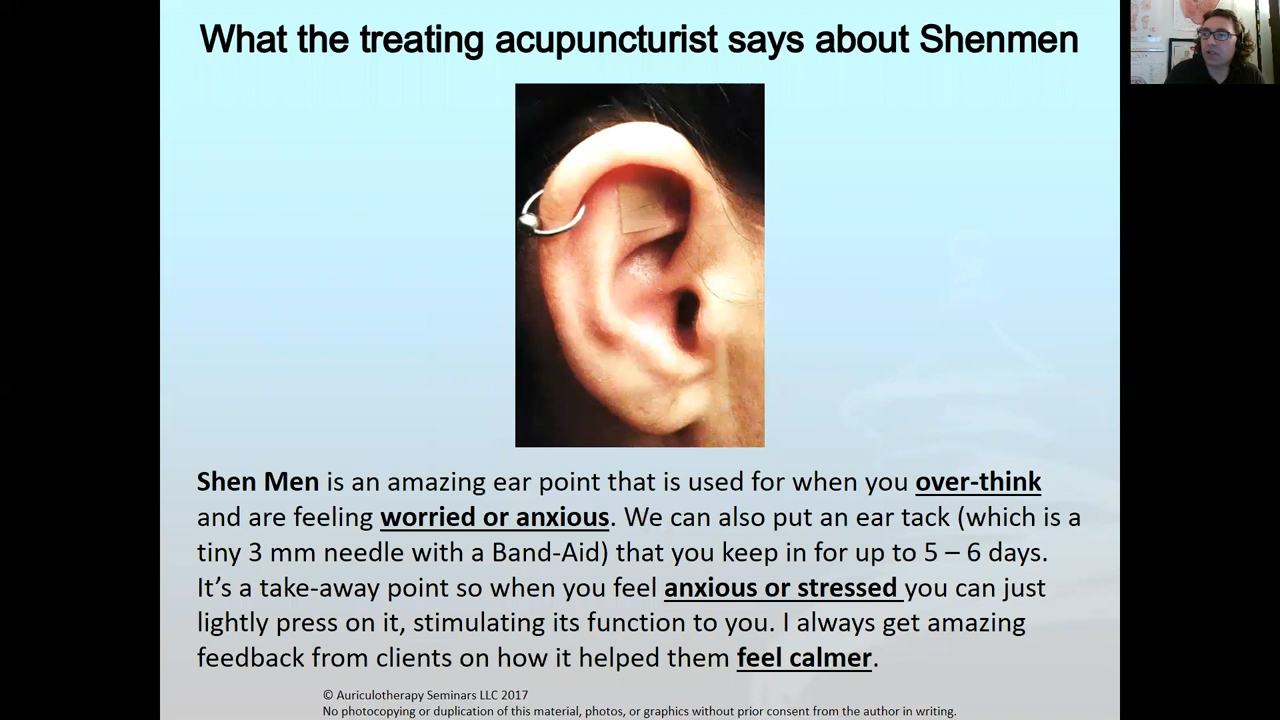 What the treating acupuncturist says about Shenmen
Shen Men is an amazing ear point that is used for when you over-think
and are feeling worried or anxious. We can also put an ear tack (which is a
tiny 3 mm needle with a Band-Aid) that you keep in for up to 5 – 6 days.
It’s a take-away point so when you feel anxious or stressed you can just
lightly press on it, stimulating its function to you. I always get amazing
feedback from clients on how it helped them feel calmer.
© Auriculotherapy Seminars LLC 2017
No photocopying or duplication of this material, photos, or graphics without prior consent from the author in writing.